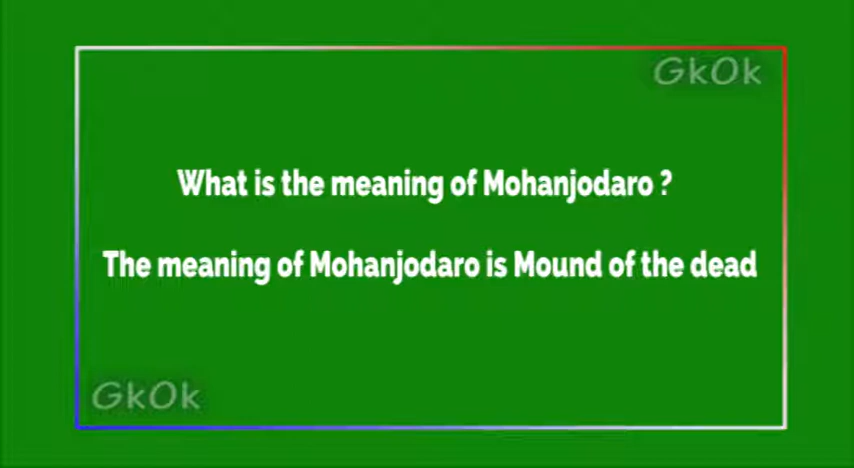 GkOk
What is the meaning of Mohanjodaro ?
The meaning of Mohanjodaro is Mound of the dead
GkOk